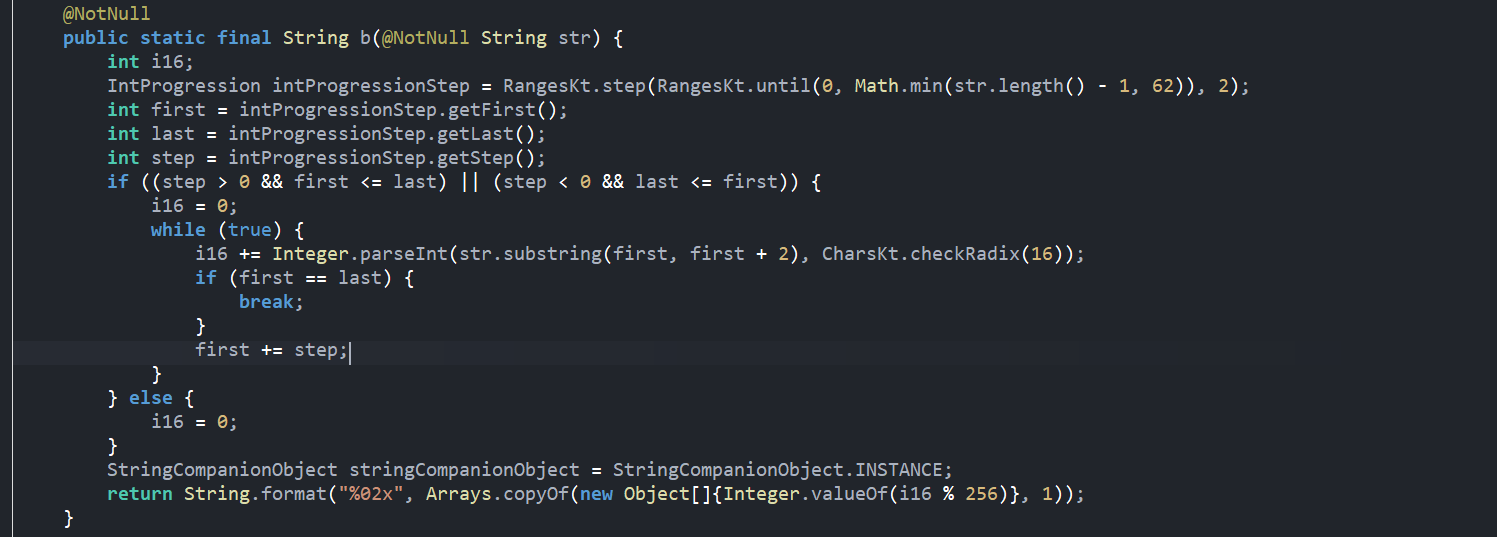 @NotNull
public static final String b(@NotNull String str) {
int i16;
IntProgression intProgressionStep = RangesKt.step(RangesKt.until(0, Math.min(str.length() - 1, 62)), 2);
int first = intProgressionStep.getFirst();
int last = intProgressionStep.getLast();
int step = intProgressionStep.getStep();
if ((step > 0 && first <= last) || (step < 0 && last <= first)) {
i16 = 0;
while (true) {
i16 += Integer.parseInt(str.substring(first, first + 2), CharsKt.checkRadix(16));
if (first == last) {
break;
}
first += step;
}
} else {
i16 = 0;
}
StringCompanionObject stringCompanionObject = StringCompanionObject.INSTANCE;
return String.format("%02x", Arrays.copyOf(new Object[]{Integer.valueOf(i16 % 256)}, 1));
}